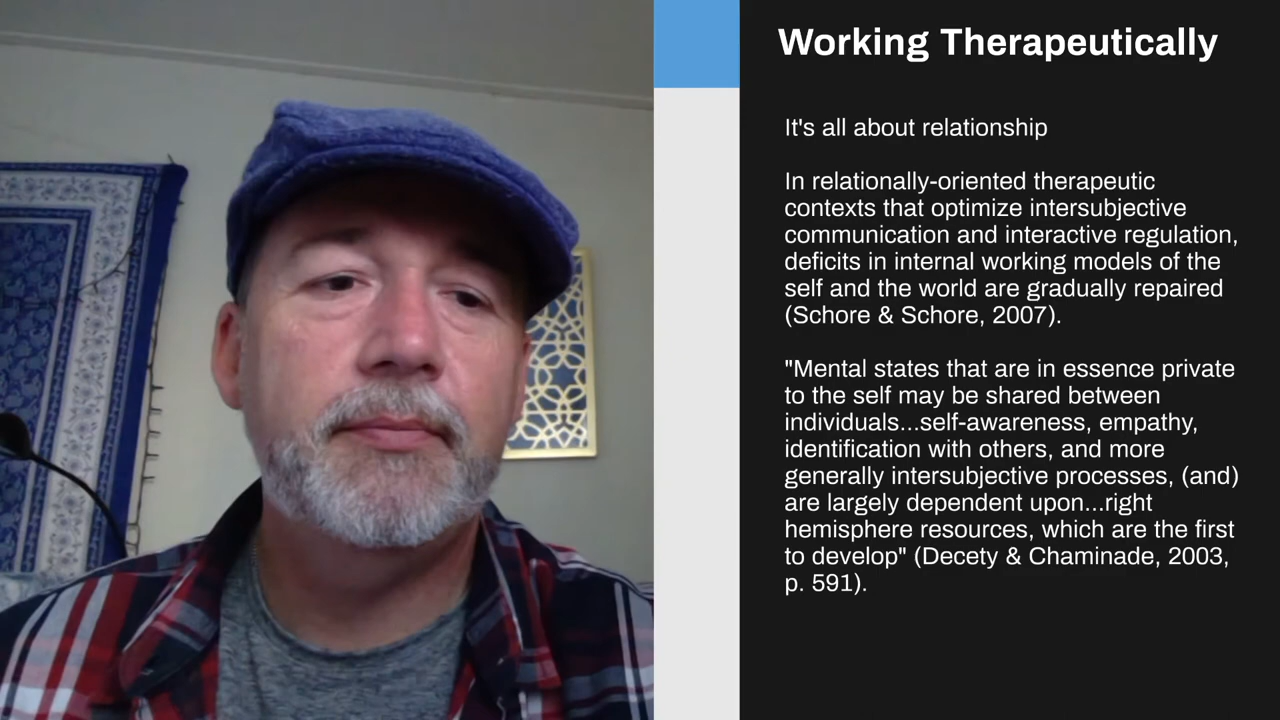 Working Therapeutically
It's all about relationship
In relationally-oriented therapeutic
contexts that optimize intersubjective
communication and interactive regulation,
deficits in internal working models of the
self and the world are gradually repaired
(Schore & Schore, 2007).
"Mental states that are in essence private
to the self may be shared between
individuals...self-awareness, empathy,
identification with others, and more
generally intersubjective processes, (and)
are largely dependent upon...right
hemisphere resources, which are the first
to develop" (Decety & Chaminade, 2003,
p. 591).